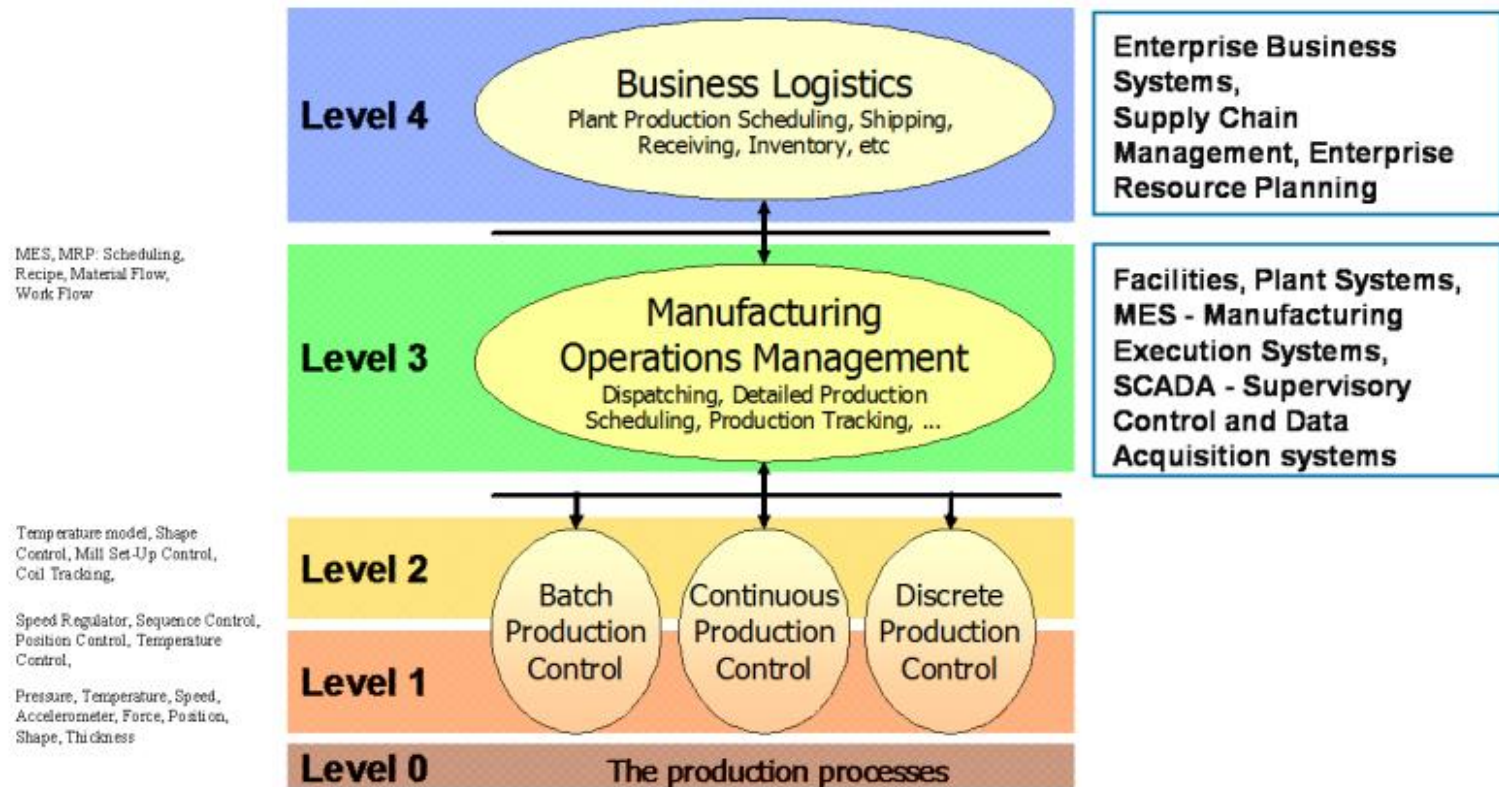 Level 4
Business Logistics
Plant Production Scheduling, Shipping,
Receiving, Inventory, etc
Enterprise Business
Systems,
Supply Chain
Management, Enterprise
Resource Planning
MES, MRP: Scheduling,
Recipe, Material Flow,
Work Flow
Level 3
Manufacturing
Operations Management
Dispatching, Detailed Production
Scheduling, Production Tracking, ...
Facilities, Plant Systems,
MES - Manufacturing
Execution Systems,
SCADA - Supervisory
Control and Data
Acquisition systems
Temperature model, Shape
Control, Mill Set-Up Control,
Coil Tracking,
Level 2
Speed Regulator, Sequence Control,
Position Control, Temperature
Control,
Level 1
Pressure, Temperature, Speed,
Accelerometer, Force, Position,
Shape, Thickness
Batch
Production
Control
Continuous
Production
Control
Discrete
Production
Control
Level 0
The production processes